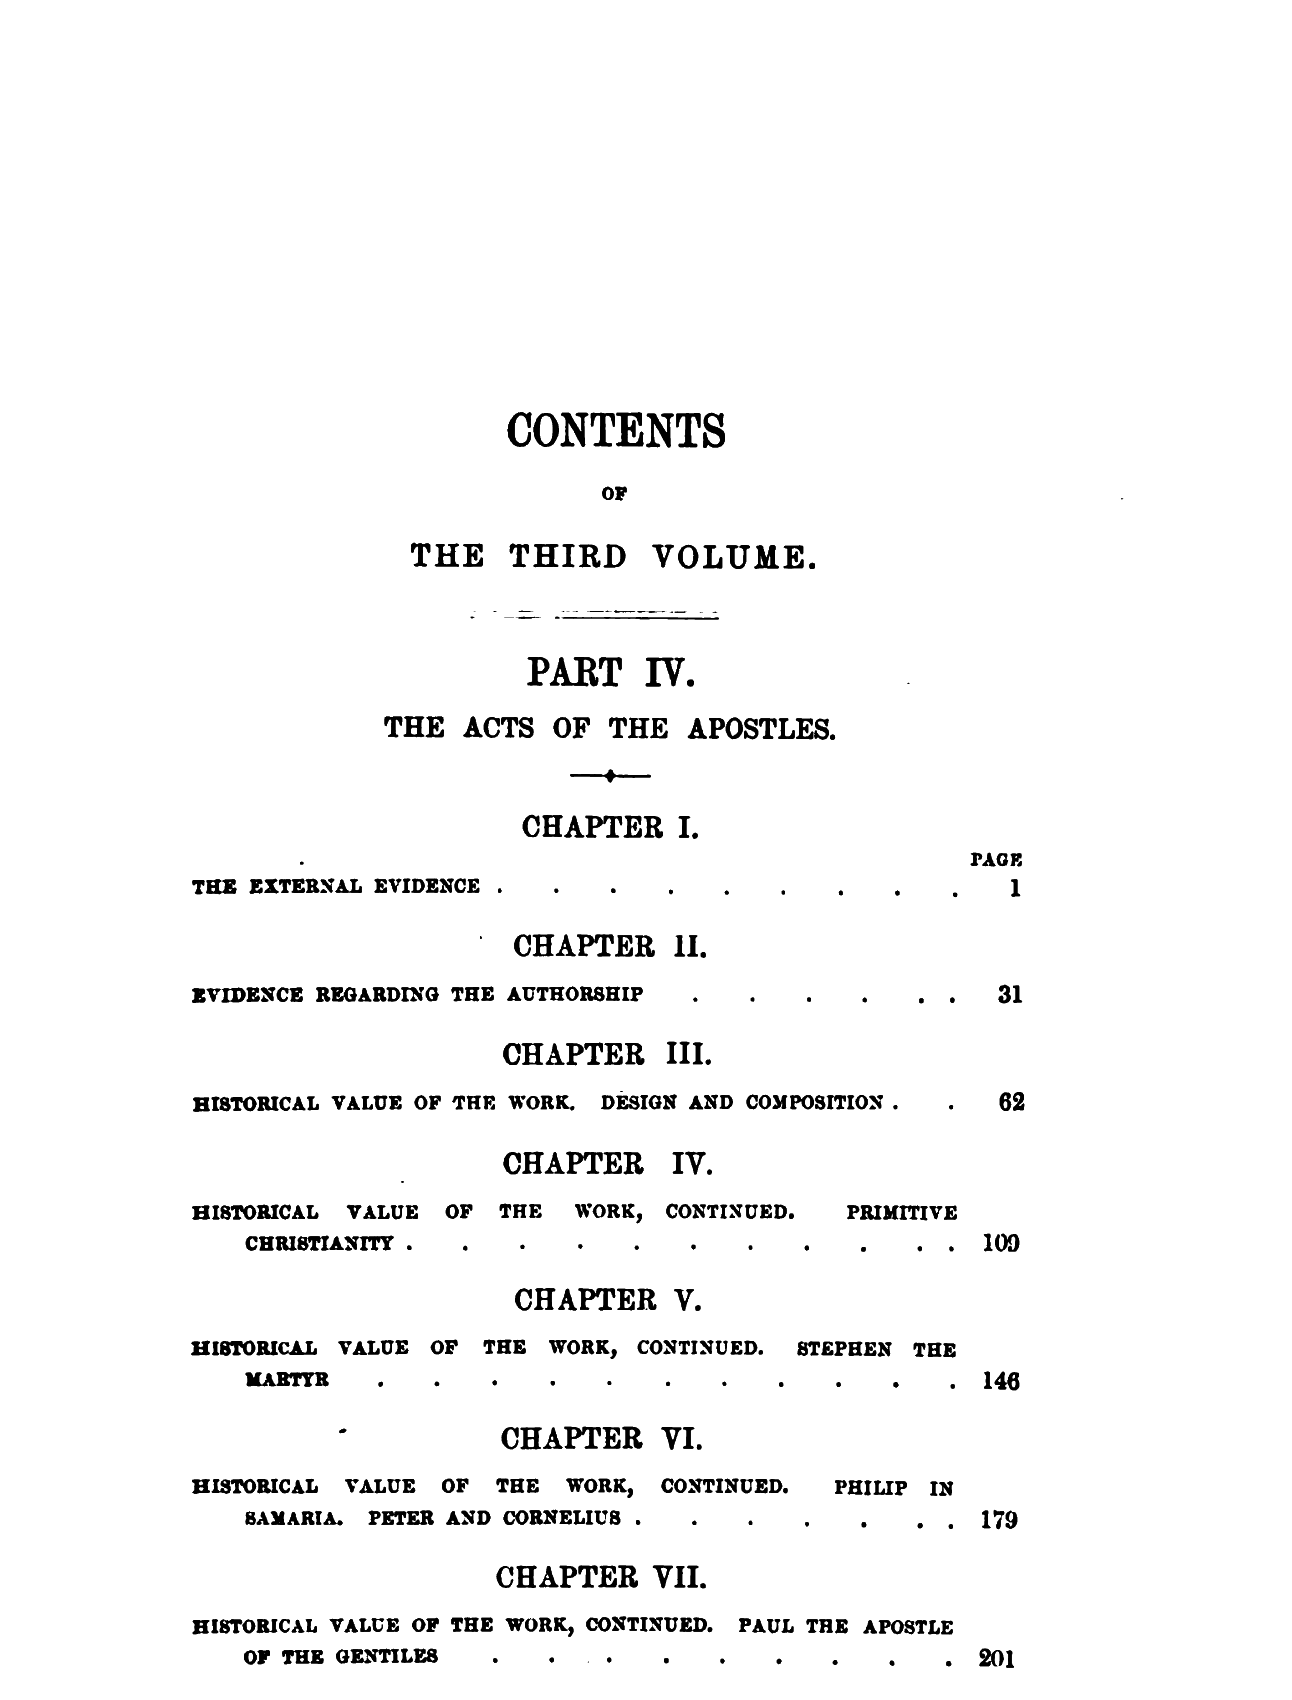 CONTENTS
OF
THE THIRD VOLUME.
PART IV.
THE ACTS OF THE APOSTLES.
CHAPTER I.
PAGE
THE EXTERNAL EVIDENCE . . . . . . . . . 1
CHAPTER II.
EVIDENCE REGARDING THE AUTHORSHIP . . . . . . 31
CHAPTER III.
HISTORICAL VALUE OF THE WORK. DESIGN AND COMPOSITION . . 62
CHAPTER IV.
HISTORICAL VALUE OF THE WORK, CONTINUED. PRIMITIVE
CHRISTIANITY . . . . . . . . . . . 109
CHAPTER V.
HISTORICAL VALUE OF THE WORK, CONTINUED. STEPHEN THE
MARTYR . . . . . . . . . . . 146
CHAPTER VI.
HISTORICAL VALUE OF THE WORK, CONTINUED. PHILIP IN
SAMARIA. PETER AND CORNELIUS . . . . . . . 179
CHAPTER VII.
HISTORICAL VALUE OF THE WORK, CONTINUED. PAUL THE APOSTLE
OF THE GENTILES . . . . . . . . . 201